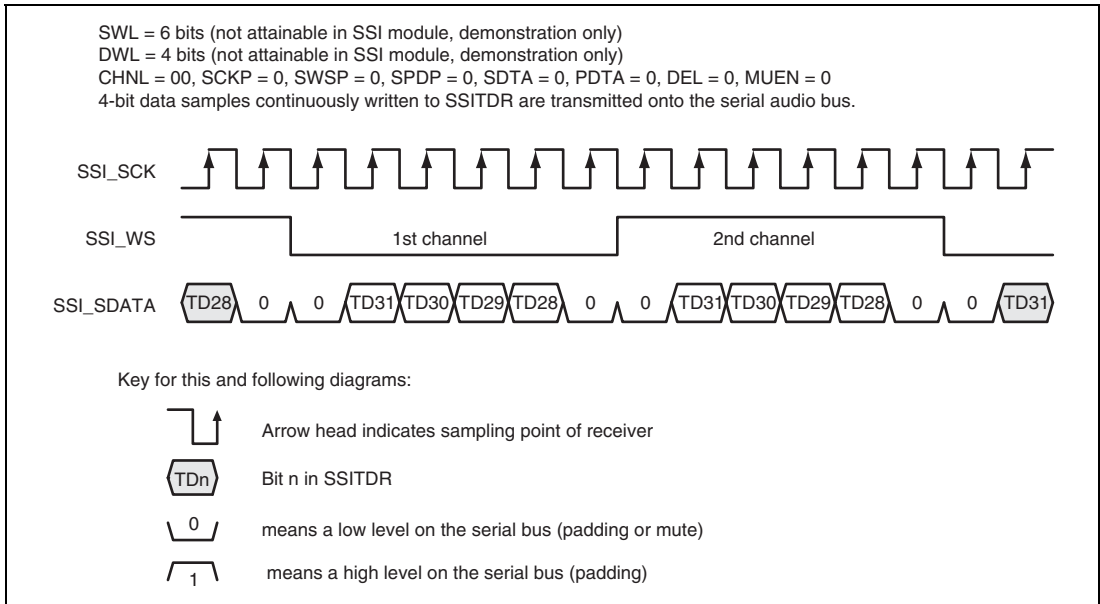 SWL = 6 bits (not attainable in SSI module, demonstration only)
DWL = 4 bits (not attainable in SSI module, demonstration only)
CHNL = 00, SCKP = 0, SWSP = 0, SPDP = 0, SDTA = 0, PDTA = 0, DEL = 0, MUEN = 0
4-bit data samples continuously written to SSITDR are transmitted onto the serial audio bus.
SSI_SCK
SSI_WS 1st channel 2nd channel
SSI_SDATA TD28 0 0 TD31 TD30 TD29 TD28 0 0 TD31 TD30 TD29 TD28 0 0 TD31
Key for this and following diagrams:
Arrow head indicates sampling point of receiver
TDn Bit n in SSITDR
0 means a low level on the serial bus (padding or mute)
1 means a high level on the serial bus (padding)